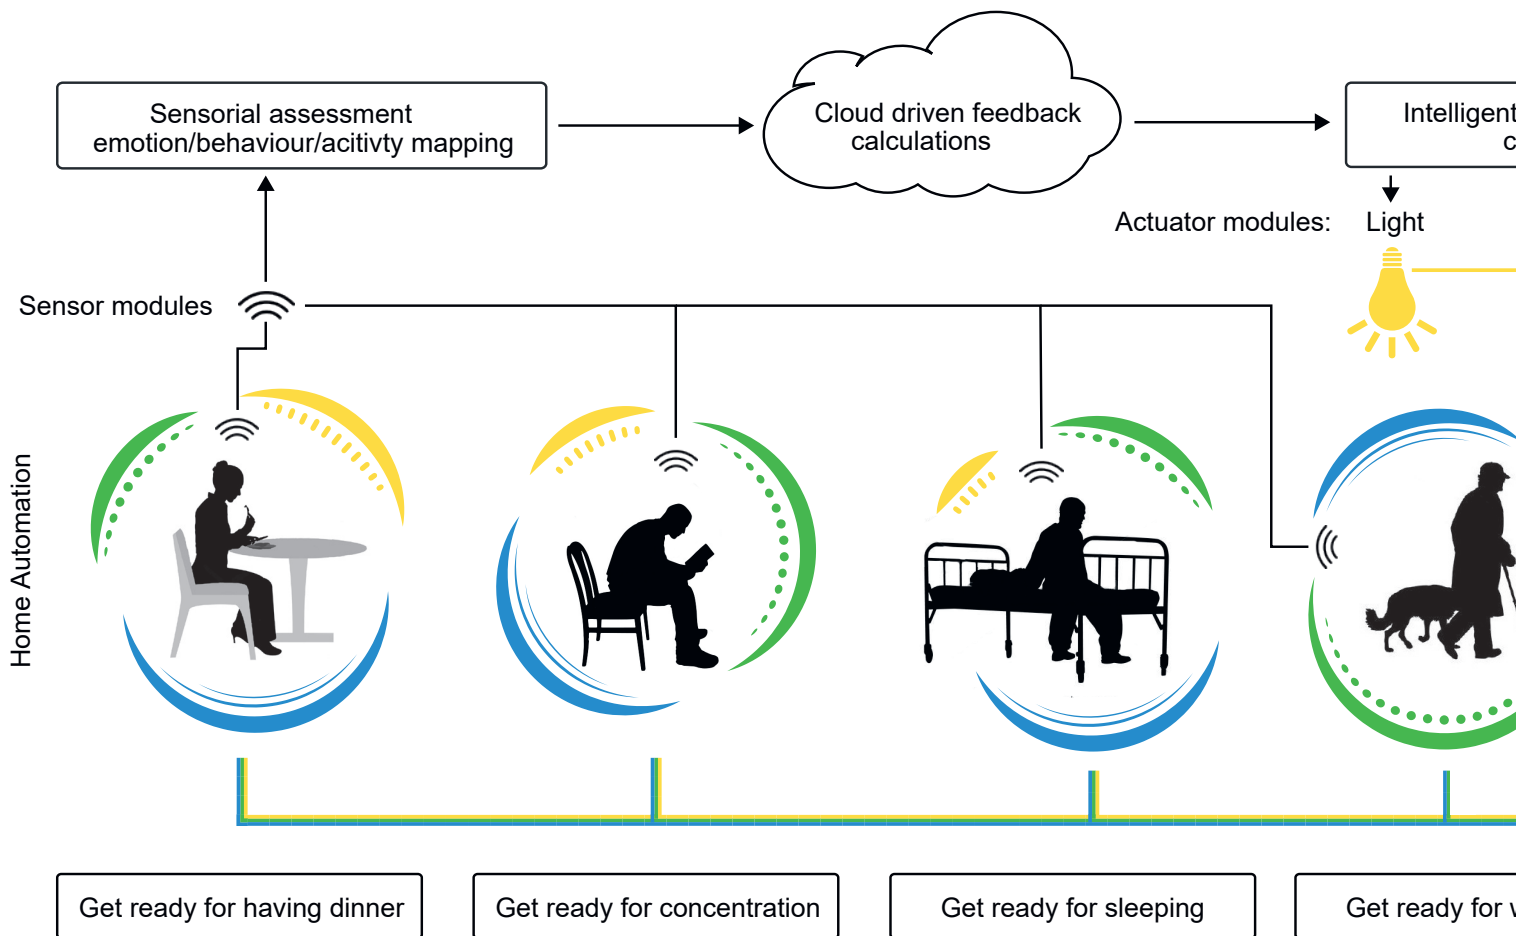 Sensorial assessment
emotion/behaviour/acitivty mapping
Cloud driven feedback
calculations
Intelligent
Actuator modules: Light
Sensor modules
Home Automation
Get ready for having dinner
Get ready for concentration
Get ready for sleeping
Get ready for